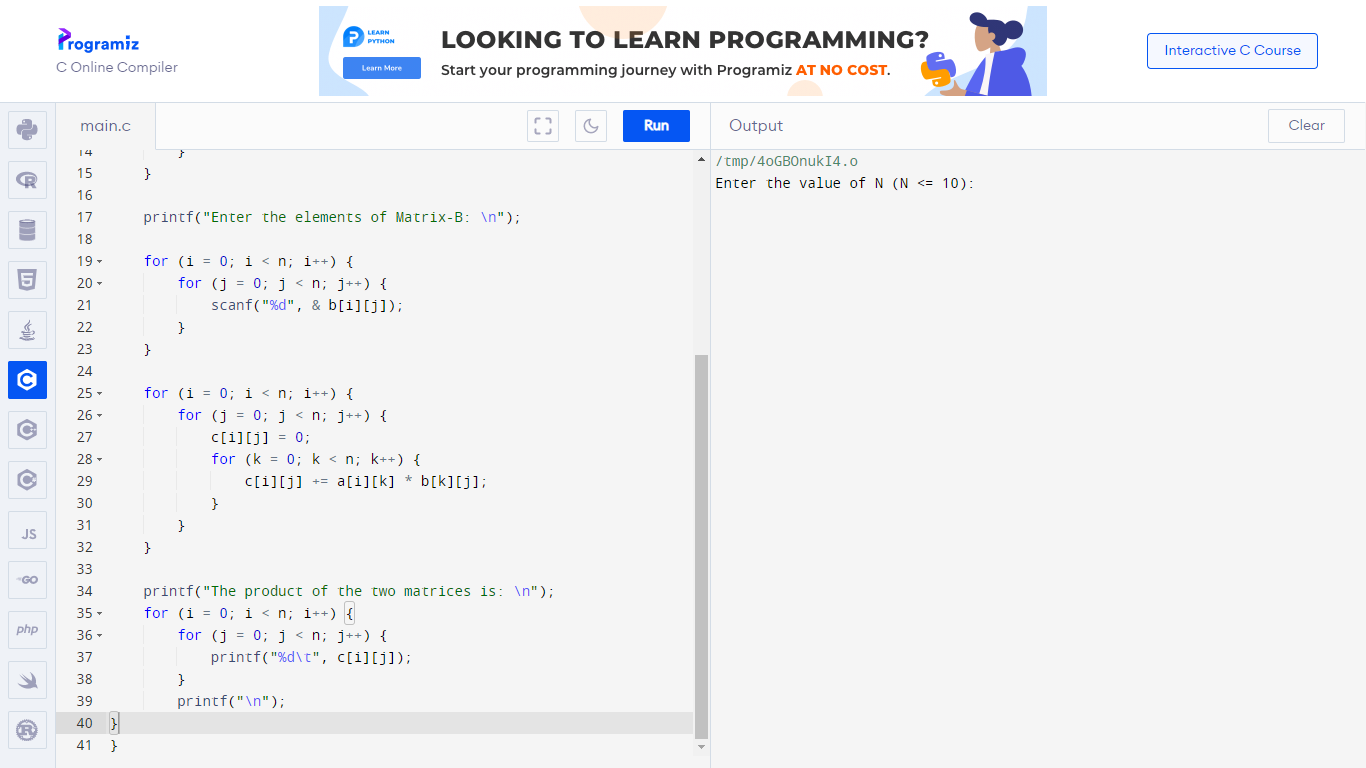 Programiz
C Online Compiler
LEARN
PYTHON
Learn More
LOOKING TO LEARN PROGRAMMING?
Start your programming journey with Programiz AT NO COST.
Interactive C Course
main.c
Run
Output
Clear
14 }
15 }
16
17 printf("Enter the elements of Matrix-B: \n");
18
19 for (i = 0; i < n; i++) {
20 for (j = 0; j < n; j++) {
21 scanf("%d", & b[i][j]);
22 }
23 }
24
25 for (i = 0; i < n; i++) {
26 for (j = 0; j < n; j++) {
27 c[i][j] = 0;
28 for (k = 0; k < n; k++) {
29 c[i][j] += a[i][k] * b[k][j];
30 }
31 }
32 }
33
34 printf("The product of the two matrices is: \n");
35 for (i = 0; i < n; i++) {
36 for (j = 0; j < n; j++) {
37 printf("%d\t", c[i][j]);
38 }
39 printf("\n");
40 }
41 }
/tmp/4oGBOnukI4.o
Enter the value of N (N <= 10):
JS
GO
php